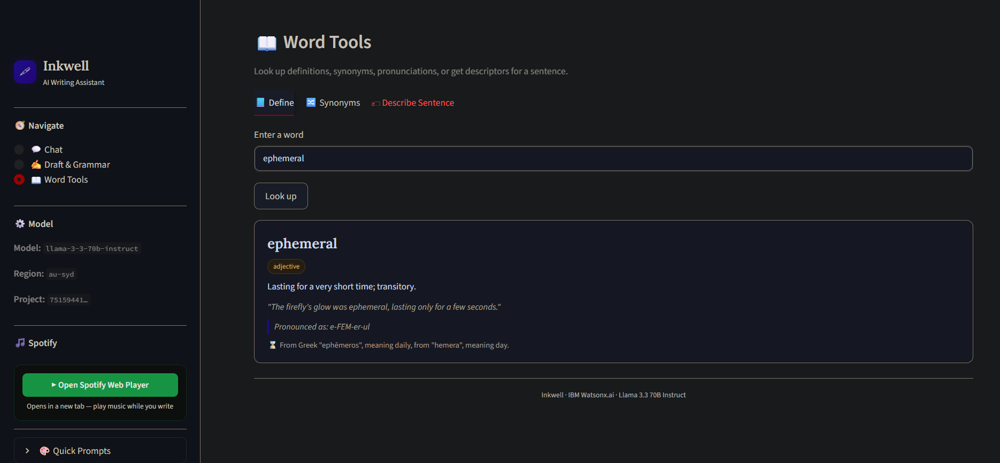 Inkwell
AI Writing Assistant
Navigate
Chat
Draft & Grammar
Word Tools
Model
Model: llama-3-3-70b-instruct
Region: au-syd
Project: 75159441…
Spotify
Open Spotify Web Player
Opens in a new tab — play music while you write
Quick Prompts
Word Tools
Look up definitions, synonyms, pronunciations, or get descriptors for a sentence.
Define Synonyms Describe Sentence
Enter a word
ephemeral
Look up
ephemeral
adjective
Lasting for a very short time; transitory.
"The firefly's glow was ephemeral, lasting only for a few seconds."
Pronounced as: e-FEM-er-ul
From Greek "ephēmeros", meaning daily, from "hemera", meaning day.
Inkwell · IBM Watsonx.ai · Llama 3.3 70B Instruct